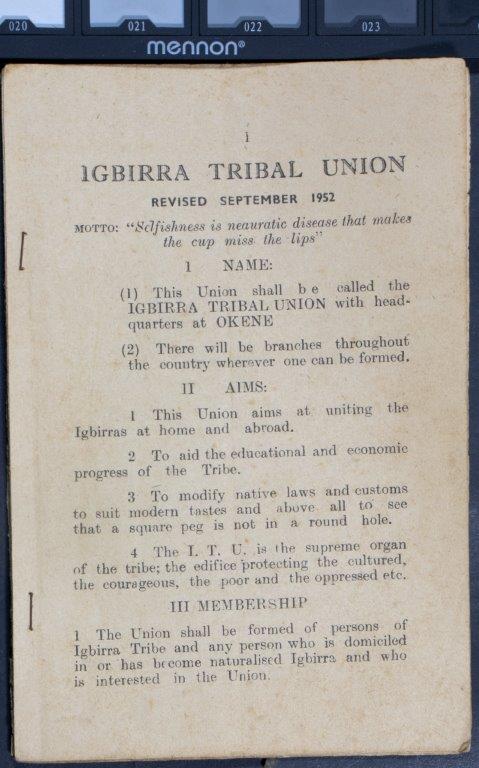 020 021 022 023
mennon®
1
IGBIRRA TRIBAL UNION
REVISED SEPTEMBER 1952
MOTTO: "Selfishness is neauratic disease that makes
the cup miss the lips"
I NAME:
(1) This Union shall be called the
IGBIRRA TRIBAL UNION with head-
quarters at OKENE
(2) There will be branches throughout
the country wherever one can be formed.
II AIMS:
1 This Union aims at uniting the
Igbirras at home and abroad.
2 To aid the educational and economic
progress of the Tribe.
3 To modify native laws and customs
to suit modern tastes and above all to see
that a square peg is not in a round hole.
4 The I. T. U. is the supreme organ
of the tribe; the edifice protecting the cultured,
the courageous, the poor and the oppressed etc.
III MEMBERSHIP
1 The Union shall be formed of persons of
Igbirra Tribe and any person who is domiciled
in or has become naturalised Igbirra and who
is interested in the Union.